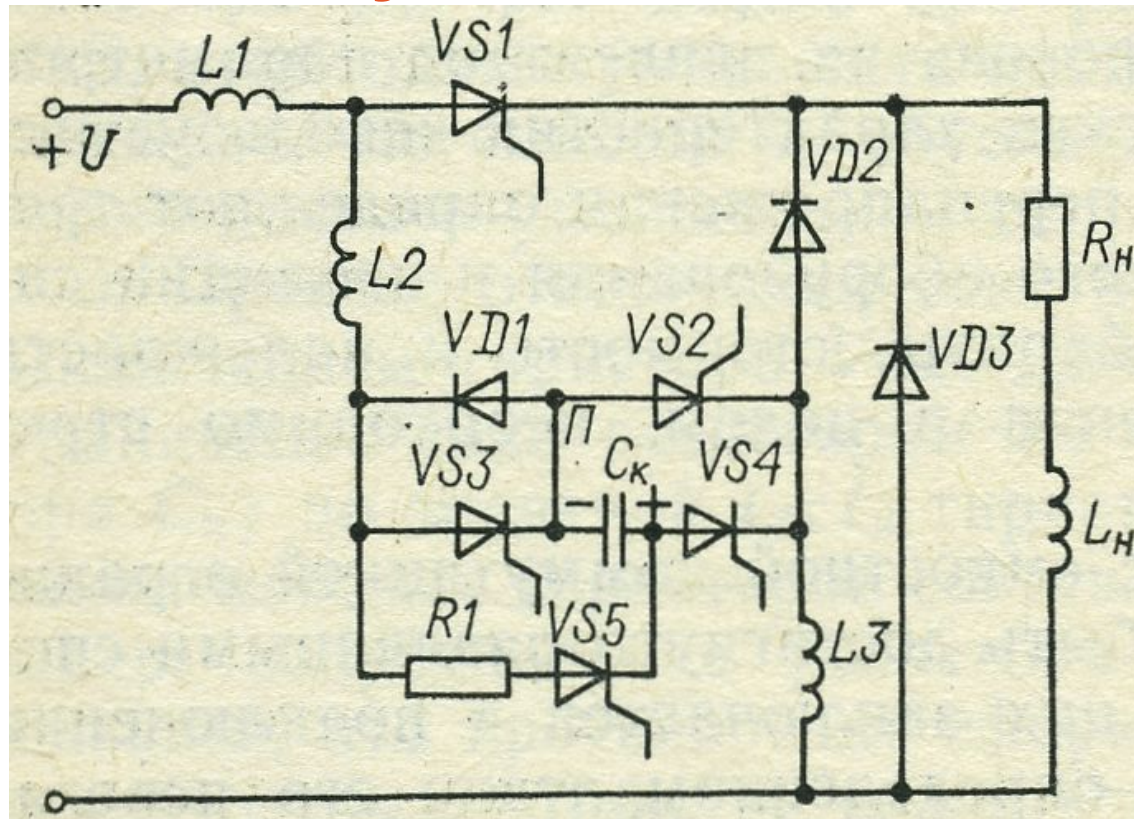 L1
VS1
+U
VD2
L2
Rн
VD1
VS2
VD3
П
VS3
Cк
VS4
− +
Lн
R1
VS5
L3